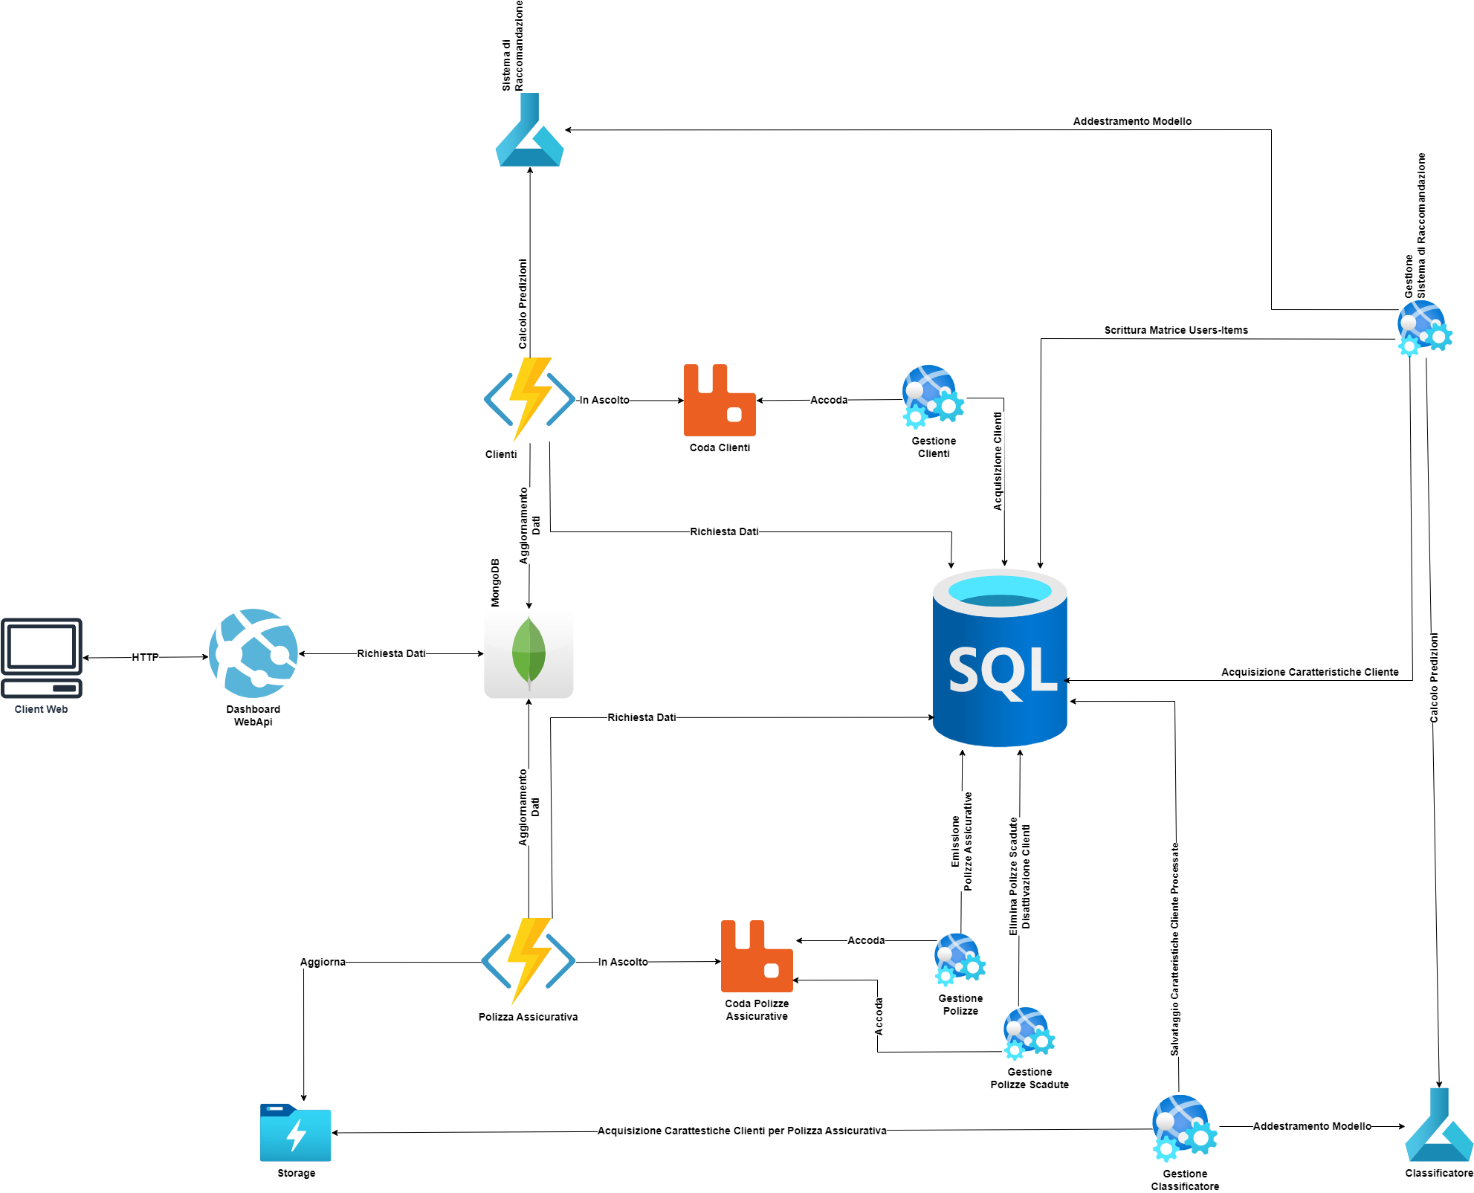 Sistema di
Raccomandazione
Addestramento Modello
Gestione
Sistema di Raccomandazione
Calcolo Predizioni
Scrittura Matrice Users-Items
In Ascolto
Accoda
Clienti
Coda Clienti
Gestione
Clienti
Acquisizione Clienti
Aggiornamento
Dati
Richiesta Dati
MongoDB
SQL
HTTP
Richiesta Dati
Client Web
Dashboard
WebApi
Acquisizione Caratteristiche Cliente
Calcolo Predizioni
Richiesta Dati
Aggiornamento
Dati
Emissione
Polizze Assicurative
Elimina Polizze Scadute
Disattivazione Clienti
Salvataggio Caratteristiche Cliente Processate
Aggiorna
In Ascolto
Accoda
Polizza Assicurativa
Coda Polizze
Assicurative
Accoda
Gestione
Polizze
Gestione
Polizze Scadute
Storage
Acquisizione Carattestiche Clienti per Polizza Assicurativa
Addestramento Modello
Gestione
Classificatore
Classificatore